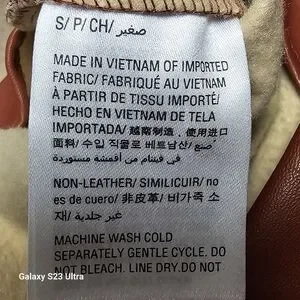 S/ P/ CH/ صغير
MADE IN VIETNAM OF IMPORTED
FABRIC/ FABRIQUÉ AU VIETNAM
À PARTIR DE TISSU IMPORTÉ/
HECHO EN VIETNAM DE TELA
IMPORTADA/ 越南制造，使用进口
面料/ 수입 직물로 베트남산/ صُنع
في فيتنام من أقمشة مستوردة
NON-LEATHER/ SIMILICUIR/ no
es de cuero/ 非皮革/ 비가죽 소
재/ غير جلدية
MACHINE WASH COLD
SEPARATELY GENTLE CYCLE. DO
NOT BLEACH. LINE DRY. DO NOT
Galaxy S23 Ultra